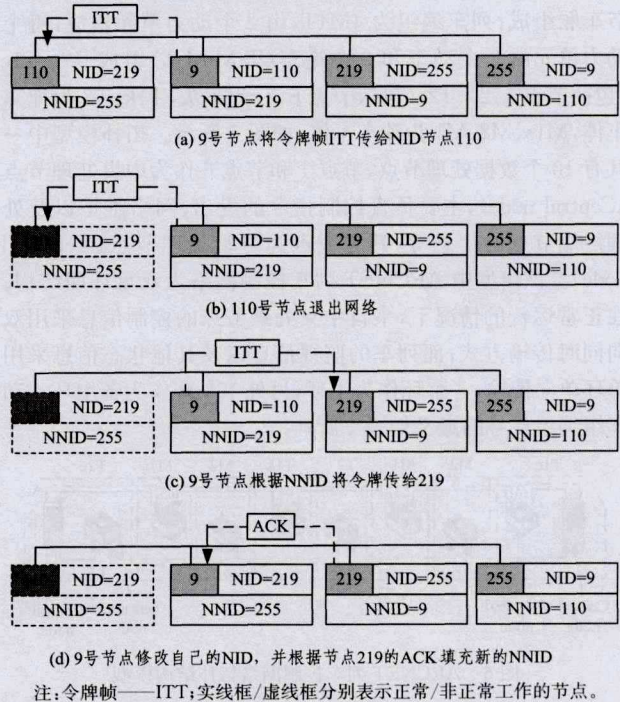 ITT
110 NID=219 9 NID=110 219 NID=255 255 NID=9
NNID=255 NNID=219 NNID=9 NNID=110
(a) 9号节点将令牌帧ITT传给NID节点110
ITT
NID=219 9 NID=110 219 NID=255 255 NID=9
NNID=255 NNID=219 NNID=9 NNID=110
(b) 110号节点退出网络
ITT
NID=219 9 NID=110 219 NID=255 255 NID=9
NNID=255 NNID=219 NNID=9 NNID=110
(c) 9号节点根据NNID 将令牌传给219
ACK
NID=219 9 NID=219 219 NID=255 255 NID=9
NNID=255 NNID=255 NNID=9 NNID=110
(d) 9号节点修改自己的NID，并根据节点219的ACK填充新的NNID
注:令牌帧——ITT;实线框/虚线框分别表示正常/非正常工作的节点。